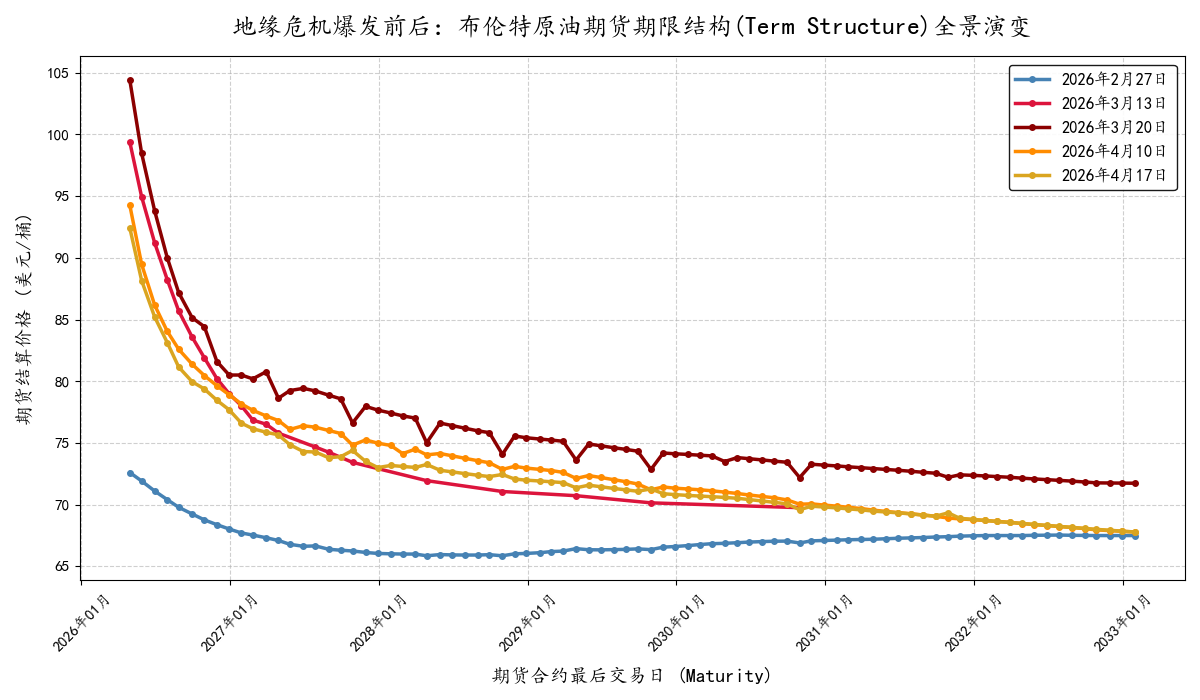 地缘危机爆发前后: 布伦特原油期货期限结构(Term Structure)全景演变
105
100
95
90
85
80
75
70
65
期货结算价格 (美元/桶)
2026年2月27日
2026年3月13日
2026年3月20日
2026年4月10日
2026年4月17日
2026年01月
2027年01月
2028年01月
2029年01月
2030年01月
2031年01月
2032年01月
2033年01月
期货合约最后交易日 (Maturity)